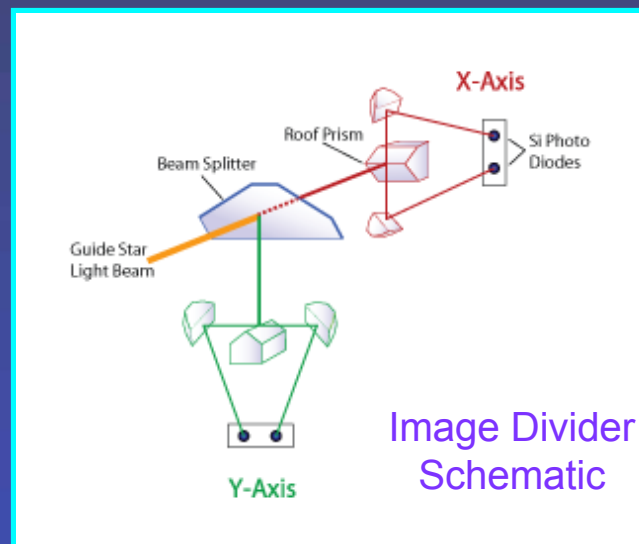 X-Axis
Roof Prism
Si Photo
Diodes
Beam Splitter
Guide Star
Light Beam
Image Divider
Schematic
Y-Axis